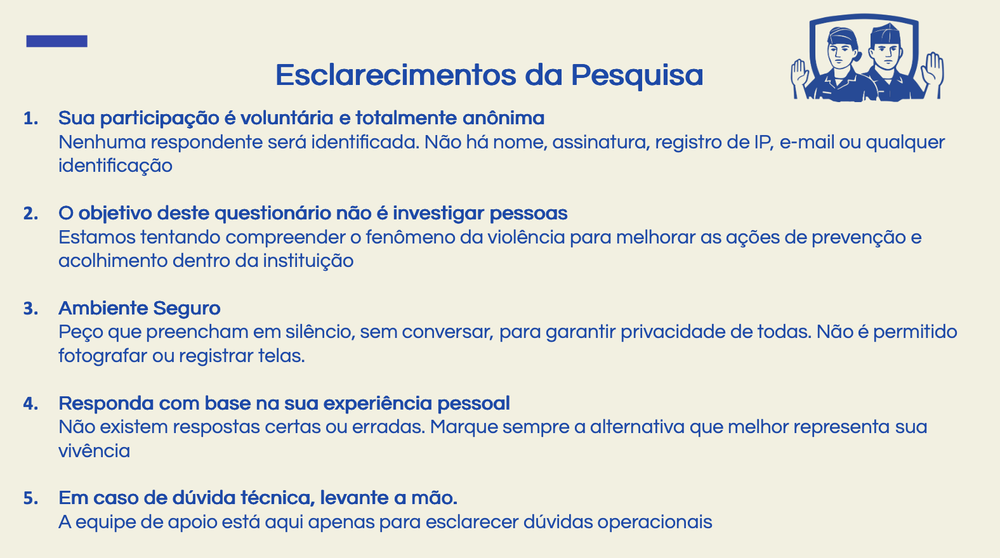 Esclarecimentos da Pesquisa
1. Sua participação é voluntária e totalmente anônima
Nenhuma respondente será identificada. Não há nome, assinatura, registro de IP, e-mail ou qualquer
identificação
2. O objetivo deste questionário não é investigar pessoas
Estamos tentando compreender o fenômeno da violência para melhorar as ações de prevenção e
acolhimento dentro da instituição
3. Ambiente Seguro
Peço que preencham em silêncio, sem conversar, para garantir privacidade de todas. Não é permitido
fotografar ou registrar telas.
4. Responda com base na sua experiência pessoal
Não existem respostas certas ou erradas. Marque sempre a alternativa que melhor representa sua
vivência
5. Em caso de dúvida técnica, levante a mão.
A equipe de apoio está aqui apenas para esclarecer dúvidas operacionais